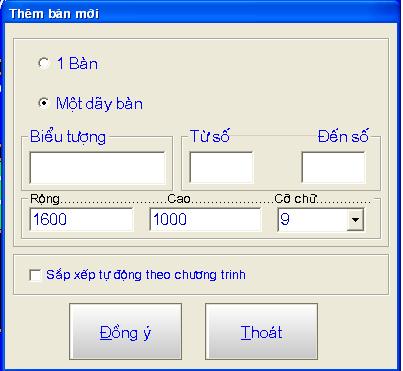 Thêm bàn mới
1 Bàn
Một dãy bàn
Biểu tượng Từ số Đến số
Rộng......................Cao......................Cỡ chữ..............
1600 1000 9
Sắp xếp tự động theo chương trình
Đồng ý Thoát